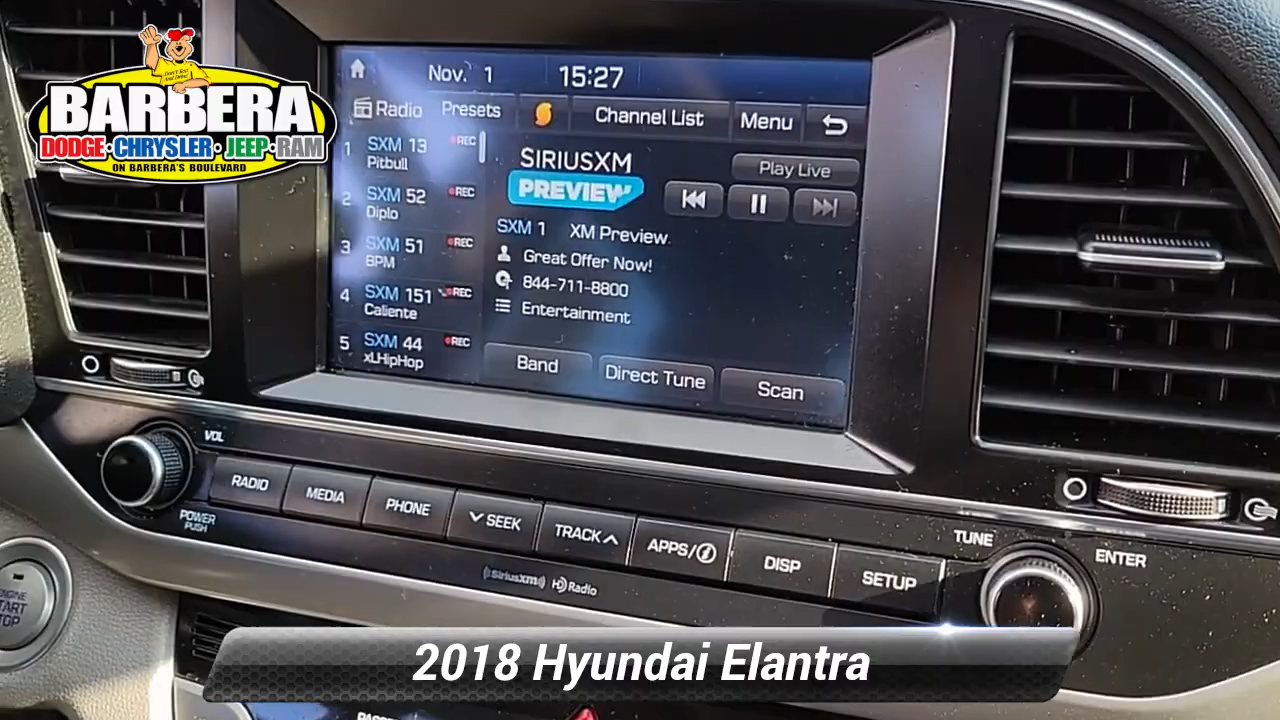 BARBERA
DODGE · CHRYSLER · JEEP · RAM
ON BARBERA'S BOULEVARD
Nov. 1 15:27
Radio Presets Channel List Menu
1 SXM 13 REC
Pitbull
2 SXM 52 REC
Diplo
3 SXM 51 REC
BPM
4 SXM 151 REC
Caliente
5 SXM 44 REC
xLHipHop
SIRIUSXM
PREVIEW
Play Live
SXM 1 XM Preview
Great Offer Now!
844-711-8800
Entertainment
Band Direct Tune Scan
VOL
POWER
PUSH
RADIO MEDIA PHONE SEEK TRACK APPS/ DISP SETUP
TUNE ENTER
SiriusXM HD Radio
ENGINE
START
STOP
2018 Hyundai Elantra